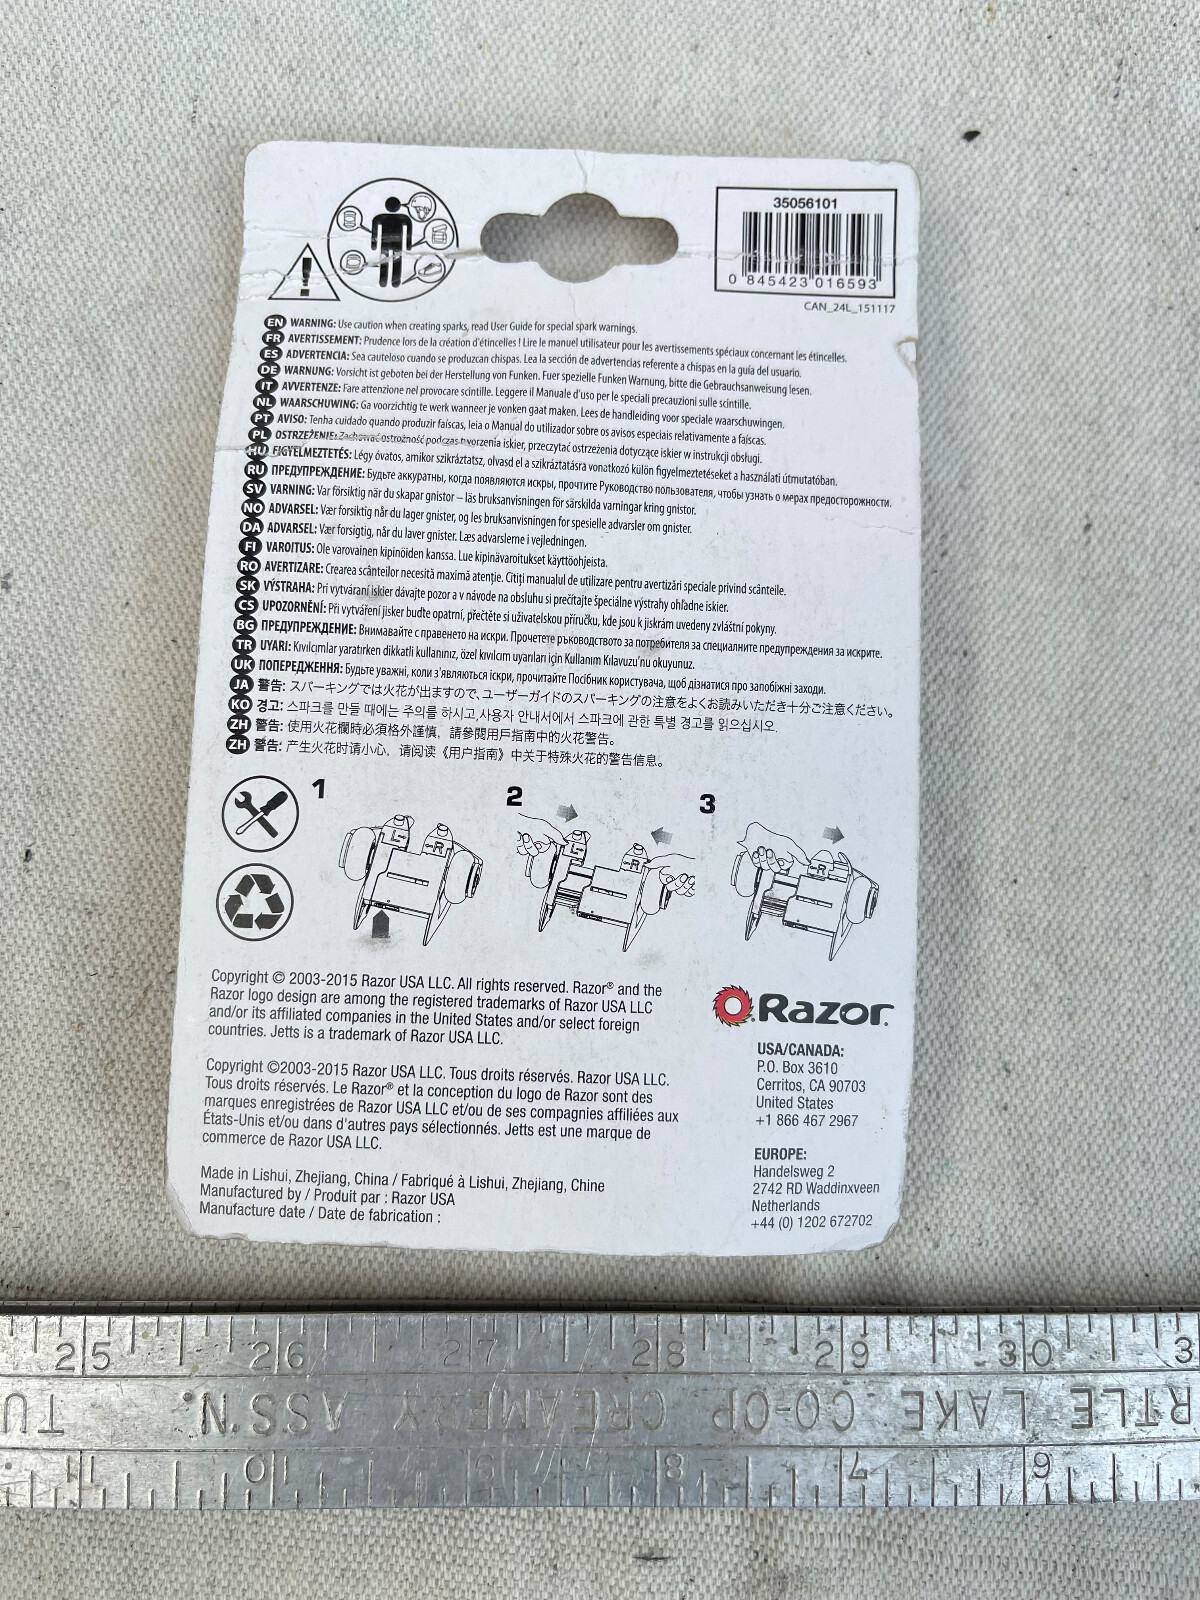 35056101
0 845423 016593
CAN_24L_151117
EN WARNING: Use caution when creating sparks, read User Guide for special spark warnings.
FR AVERTISSEMENT: Prudence lors de la création d'étincelles ! Lire le manuel utilisateur pour les avertissements spéciaux concernant les étincelles.
ES ADVERTENCIA: Sea cauteloso cuando se produzcan chispas. Lea la sección de advertencias referente a chispas en la guía del usuario.
DE WARNUNG: Vorsicht ist geboten bei der Herstellung von Funken. Fuer spezielle Funken Warnung, bitte die Gebrauchsanweisung lesen.
IT AVVERTENZE: Fare attenzione nel provocare scintille. Leggere il Manuale d'uso per le speciali precauzioni sulle scintille.
NL WAARSCHUWING: Ga voorzichtig te werk wanneer je vonken gaat maken. Lees de handleiding voor speciale waarschuwingen.
PT AVISO: Tenha cuidado quando produzir faíscas, leia o Manual do utilizador sobre os avisos especiais relativamente a faíscas.
PL OSTRZEŻENIE: Zachować ostrożność podczas tworzenia iskier, przeczytać ostrzeżenia dotyczące iskier w instrukcji obsługi.
HU FIGYELMEZTETÉS: Légy óvatos, amikor szikráztatsz, olvasd el a szikráztatásra vonatkozó külön figyelmeztetéseket a használati útmutatóban.
RU ПРЕДУПРЕЖДЕНИЕ: Будьте аккуратны, когда появляются искры, прочтите Руководство пользователя, чтобы узнать о мерах предосторожности.
SV VARNING: Var försiktig när du skapar gnistor – läs bruksanvisningen för särskilda varningar kring gnistor.
NO ADVARSEL: Vær forsiktig når du lager gnister, og les bruksanvisningen for spesielle advarsler om gnister.
DA ADVARSEL: Vær forsigtig, når du laver gnister. Læs advarslerne i vejledningen.
FI VAROITUS: Ole varovainen kipinöiden kanssa. Lue kipinävaroitukset käyttöohjeista.
RO AVERTIZARE: Crearea scânteilor necesită maximă atenție. Citiți manualul de utilizare pentru avertizări speciale privind scânteile.
SK VÝSTRAHA: Pri vytváraní iskier dávajte pozor a v návode na obsluhu si prečítajte špeciálne výstrahy ohľadne iskier.
CS UPOZORNĚNÍ: Při vytváření jisker buďte opatrní, přečtěte si uživatelskou příručku, kde jsou k jiskrám uvedeny zvláštní pokyny.
BG ПРЕДУПРЕЖДЕНИЕ: Внимавайте с правенето на искри. Прочетете ръководството за потребителя за специалните предупреждения за искрите.
TR UYARI: Kıvılcımlar yaratırken dikkatli kullanınız, özel kıvılcım uyarıları için Kullanım Kılavuzu'nu okuyunuz.
UK ПОПЕРЕДЖЕННЯ: Будьте уважні, коли з'являються іскри, прочитайте Посібник користувача, щоб дізнатися про запобіжні заходи.
JA 警告: スパーキングでは火花が出ますので、ユーザーガイドのスパーキングの注意をよくお読みいただき十分ご注意ください。
KO 경고: 스파크를 만들 때에는 주의를 하시고,사용자 안내서에서 스파크에 관한 특별 경고를 읽으십시오.
ZH 警告: 使用火花欄時必須格外謹慎，請參閱用戶指南中的火花警告。
ZH 警告: 产生火花时请小心，请阅读《用户指南》中关于特殊火花的警告信息。
1 2 3
L R L R R
Copyright © 2003-2015 Razor USA LLC. All rights reserved. Razor® and the
Razor logo design are among the registered trademarks of Razor USA LLC
and/or its affiliated companies in the United States and/or select foreign
countries. Jetts is a trademark of Razor USA LLC.
Copyright ©2003-2015 Razor USA LLC. Tous droits réservés. Razor USA LLC.
Tous droits réservés. Le Razor® et la conception du logo de Razor sont des
marques enregistrées de Razor USA LLC et/ou de ses compagnies affiliées aux
États-Unis et/ou dans d'autres pays sélectionnés. Jetts est une marque de
commerce de Razor USA LLC.
Made in Lishui, Zhejiang, China / Fabriqué à Lishui, Zhejiang, Chine
Manufactured by / Produit par : Razor USA
Manufacture date / Date de fabrication :
Razor
USA/CANADA:
P.O. Box 3610
Cerritos, CA 90703
United States
+1 866 467 2967
EUROPE:
Handelsweg 2
2742 RD Waddinxveen
Netherlands
+44 (0) 1202 672702
25 26 27 28 29 30 3
RTLE LAKE CO-OP CREAMERY ASS'N. TU
11 10 9 8 7 6